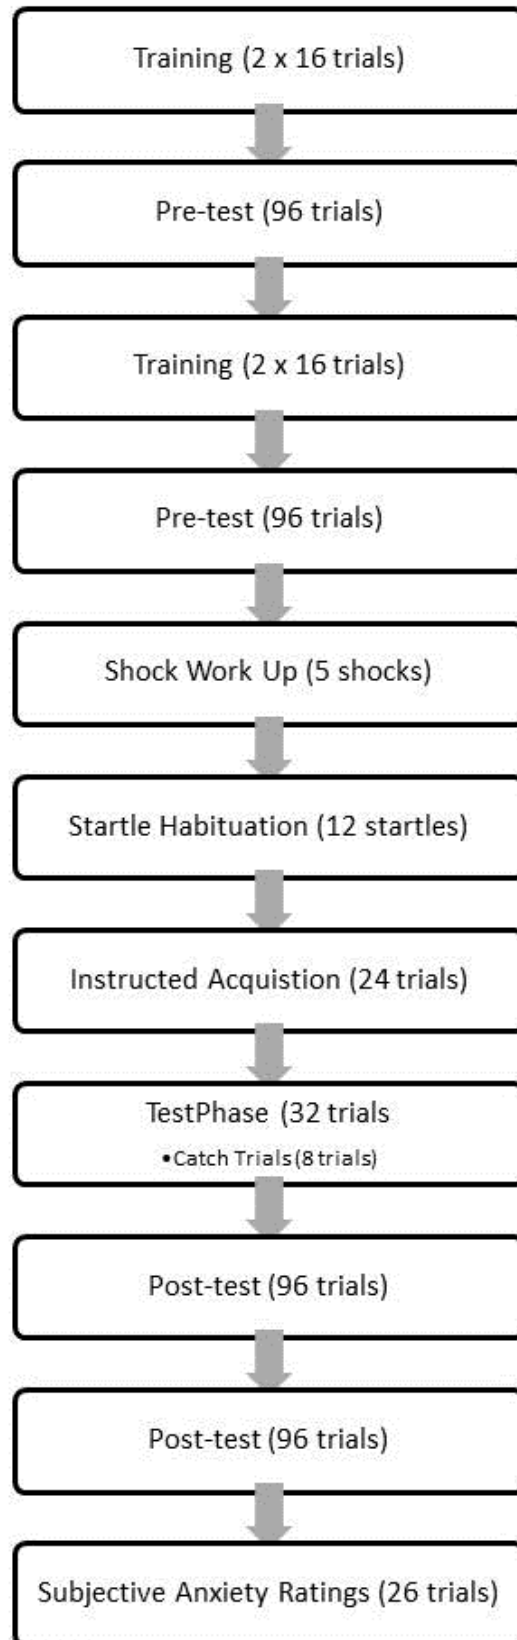 Training (2 x 16 trials)
Pre-test (96 trials)
Training (2 x 16 trials)
Pre-test (96 trials)
Shock Work Up (5 shocks)
Startle Habituation (12 startles)
Instructed Acquistion (24 trials)
TestPhase (32 trials
•Catch Trials (8 trials)
Post-test (96 trials)
Post-test (96 trials)
Subjective Anxiety Ratings (26 trials)